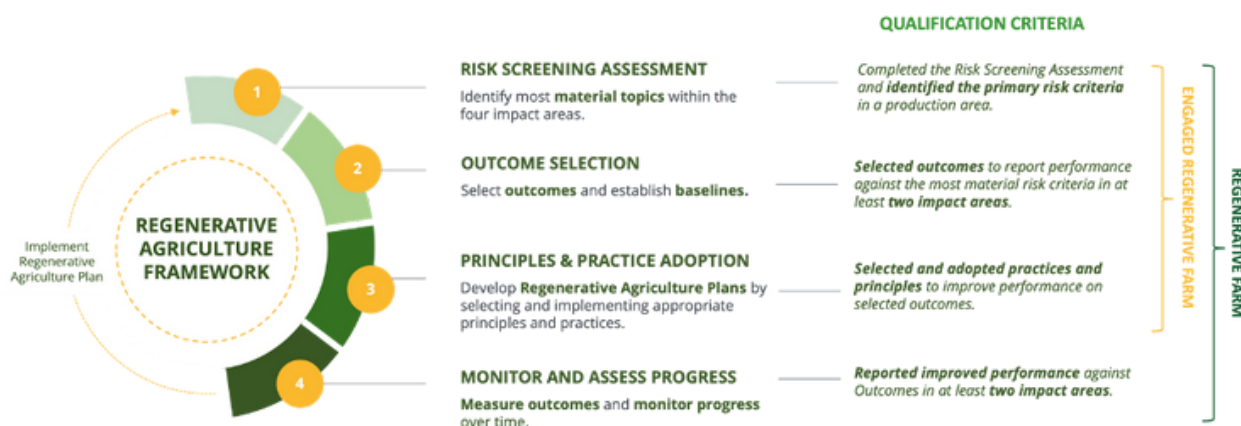 QUALIFICATION CRITERIA
1
RISK SCREENING ASSESSMENT
Identify most material topics within the
four impact areas.
Completed the Risk Screening Assessment
and identified the primary risk criteria
in a production area.
2
OUTCOME SELECTION
Select outcomes and establish baselines.
Selected outcomes to report performance
against the most material risk criteria in at
least two impact areas.
REGENERATIVE
AGRICULTURE
FRAMEWORK
Implement
Regenerative
Agriculture Plan
3
PRINCIPLES & PRACTICE ADOPTION
Develop Regenerative Agriculture Plans by
selecting and implementing appropriate
principles and practices.
Selected and adopted practices and
principles to improve performance on
selected outcomes.
4
MONITOR AND ASSESS PROGRESS
Measure outcomes and monitor progress
over time.
Reported improved performance against
Outcomes in at least two impact areas.
ENGAGED REGENERATIVE FARM
REGENERATIVE FARM